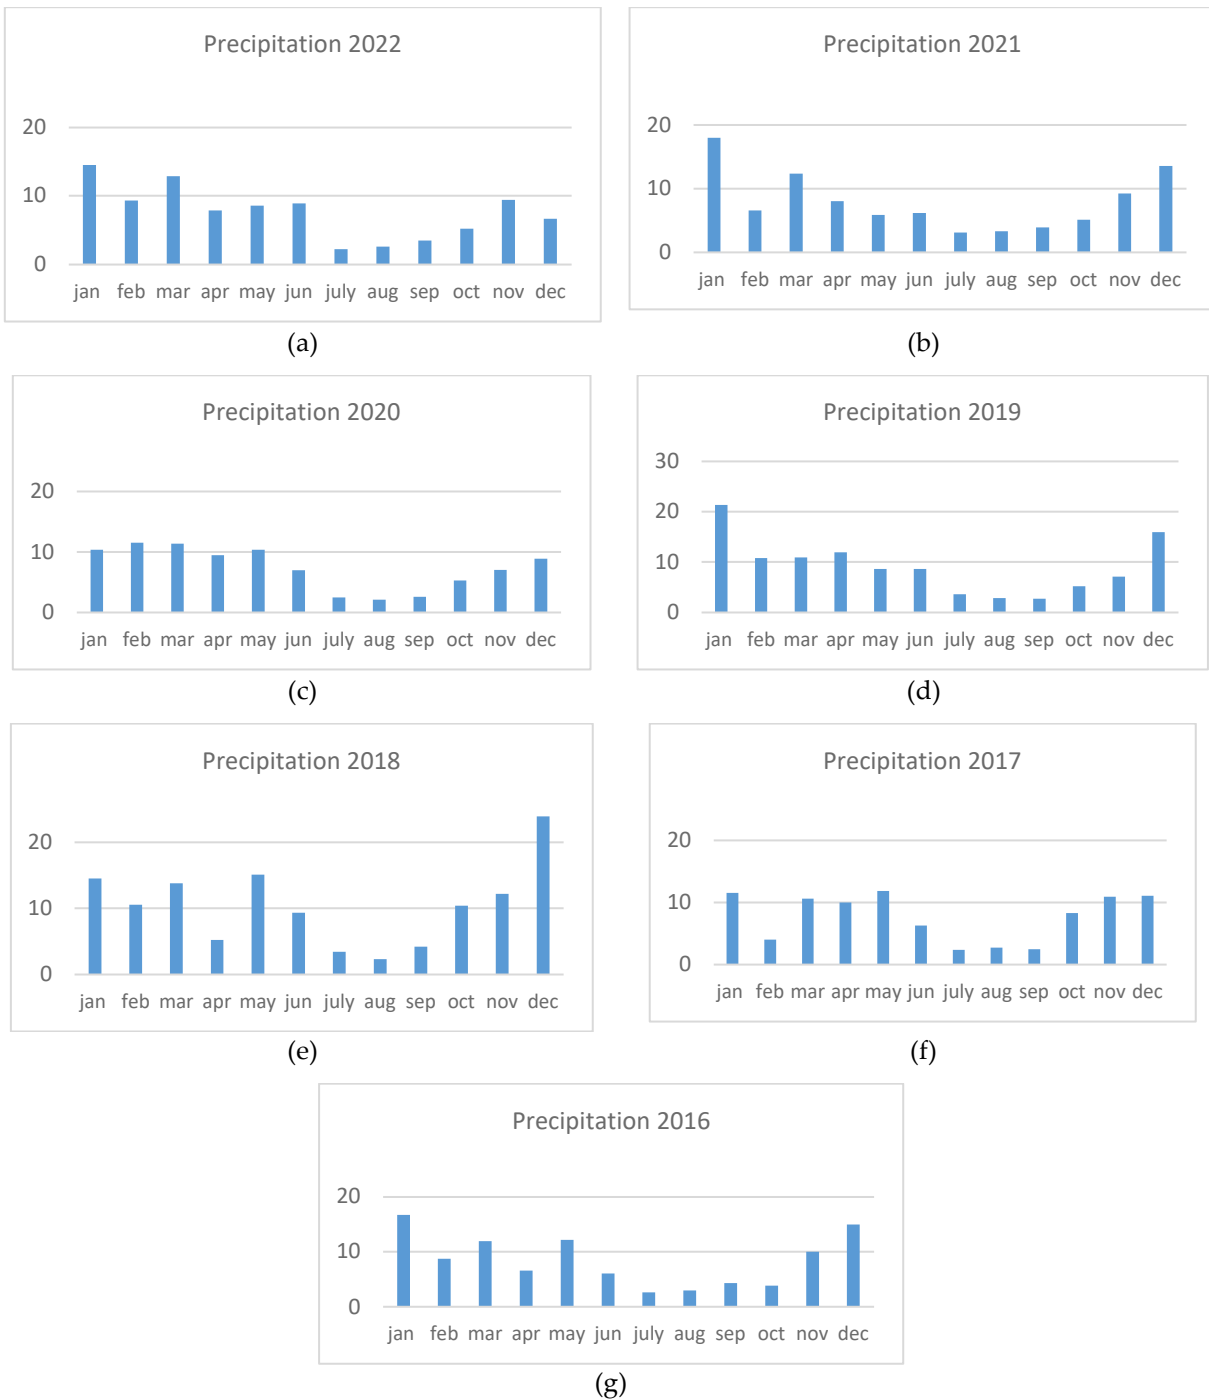 Precipitation 2022
20
10
0
jan feb mar apr may jun july aug sep oct nov dec
(a)
Precipitation 2021
20
10
0
jan feb mar apr may jun july aug sep oct nov dec
(b)
Precipitation 2020
20
10
0
jan feb mar apr may jun july aug sep oct nov dec
(c)
Precipitation 2019
30
20
10
0
jan feb mar apr may jun july aug sep oct nov dec
(d)
Precipitation 2018
20
10
0
jan feb mar apr may jun july aug sep oct nov dec
(e)
Precipitation 2017
20
10
0
jan feb mar apr may jun july aug sep oct nov dec
(f)
Precipitation 2016
20
10
0
jan feb mar apr may jun july aug sep oct nov dec
(g)